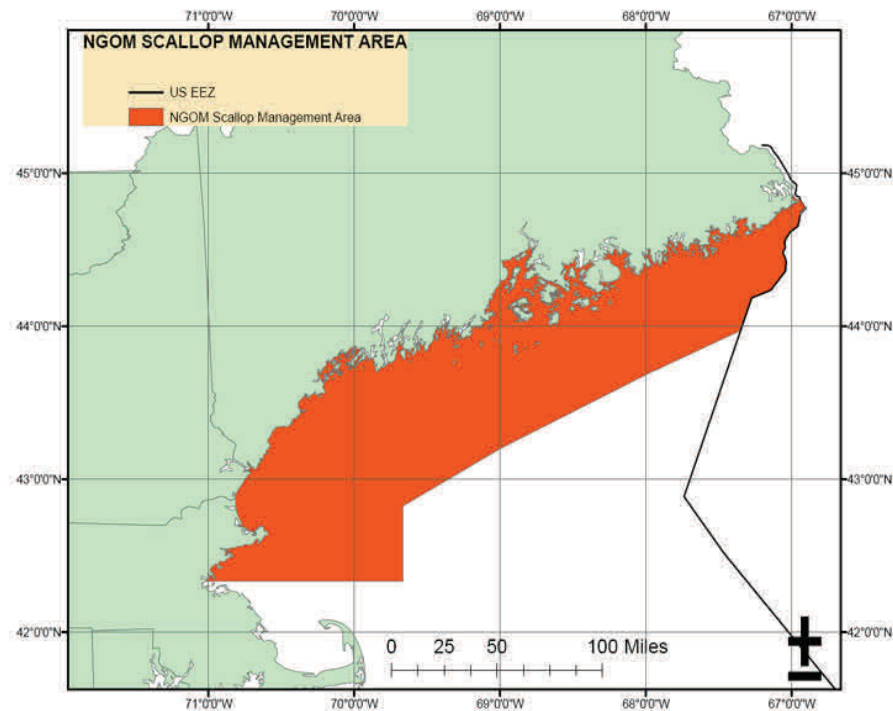 71°0'0"W 70°0'0"W 69°0'0"W 68°0'0"W 67°0'0"W
NGOM SCALLOP MANAGEMENT AREA
US EEZ
NGOM Scallop Management Area
45°0'0"N 45°0'0"N
44°0'0"N 44°0'0"N
43°0'0"N 43°0'0"N
42°0'0"N 42°0'0"N
0 25 50 100 Miles
71°0'0"W 70°0'0"W 69°0'0"W 68°0'0"W 67°0'0"W